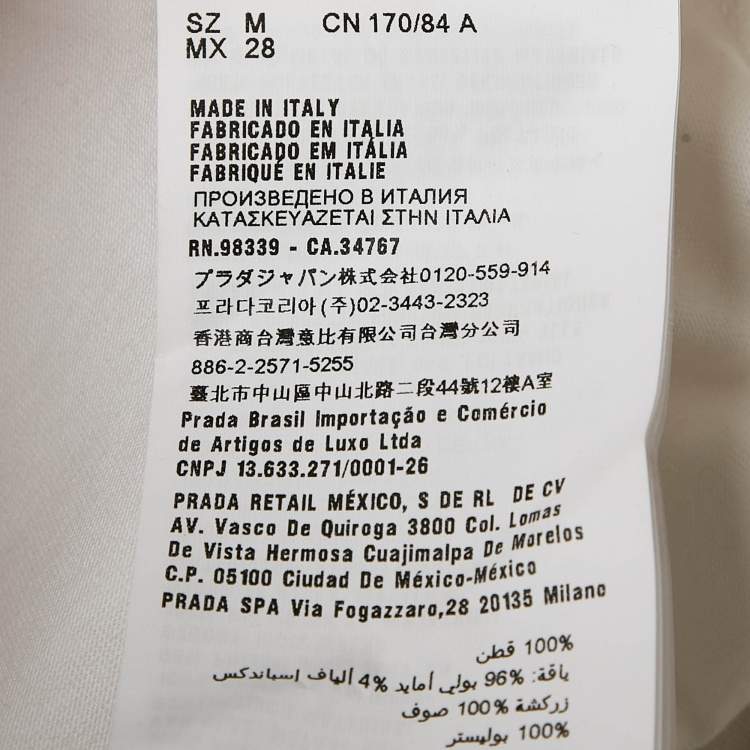 SZ M CN 170/84 A
MX 28
MADE IN ITALY
FABRICADO EN ITALIA
FABRICADO EM ITÁLIA
FABRIQUÉ EN ITALIE
ПРОИЗВЕДЕНО В ИТАЛИЯ
ΚΑΤΑΣΚΕΥΑΖΕΤΑΙ ΣΤΗΝ ΙΤΑΛΙΑ
RN.98339 - CA.34767
プラダジャパン株式会社0120-559-914
프라다코리아(주)02-3443-2323
香港商台灣意比有限公司台灣分公司
886-2-2571-5255
臺北市中山區中山北路二段44號12樓A室
Prada Brasil Importação e Comércio
de Artigos de Luxo Ltda
CNPJ 13.633.271/0001-26
PRADA RETAIL MÉXICO, S DE RL DE CV
AV. Vasco De Quiroga 3800 Col. Lomas
De Vista Hermosa Cuajimalpa De Morelos
C.P. 05100 Ciudad De México-México
PRADA SPA Via Fogazzaro,28 20135 Milano
100% قطن
ياقة: 96% بولي أمايد 4% ألياف اسباندكس
زركشة 100% صوف
100% بوليستر